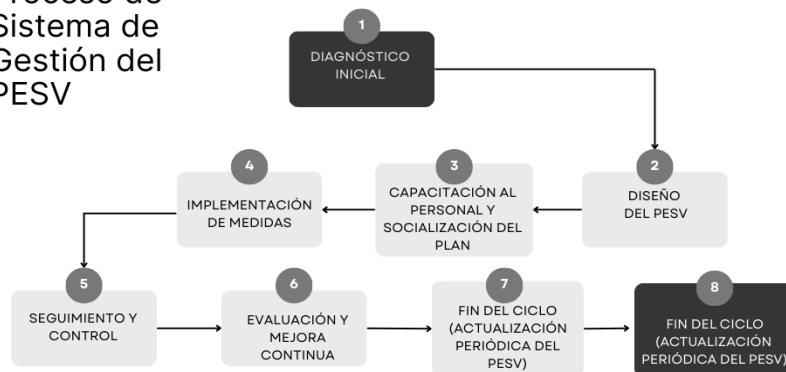 Sistema de
Gestión del
PESV
1
DIAGNÓSTICO
INICIAL
2
DISEÑO
DEL PESV
3
CAPACITACIÓN AL
PERSONAL Y
SOCIALIZACIÓN DEL
PLAN
4
IMPLEMENTACIÓN
DE MEDIDAS
5
SEGUIMIENTO Y
CONTROL
6
EVALUACIÓN Y
MEJORA
CONTINUA
7
FIN DEL CICLO
(ACTUALIZACIÓN
PERIÓDICA DEL
PESV)
8
FIN DEL CICLO
(ACTUALIZACIÓN
PERIÓDICA DEL PESV)